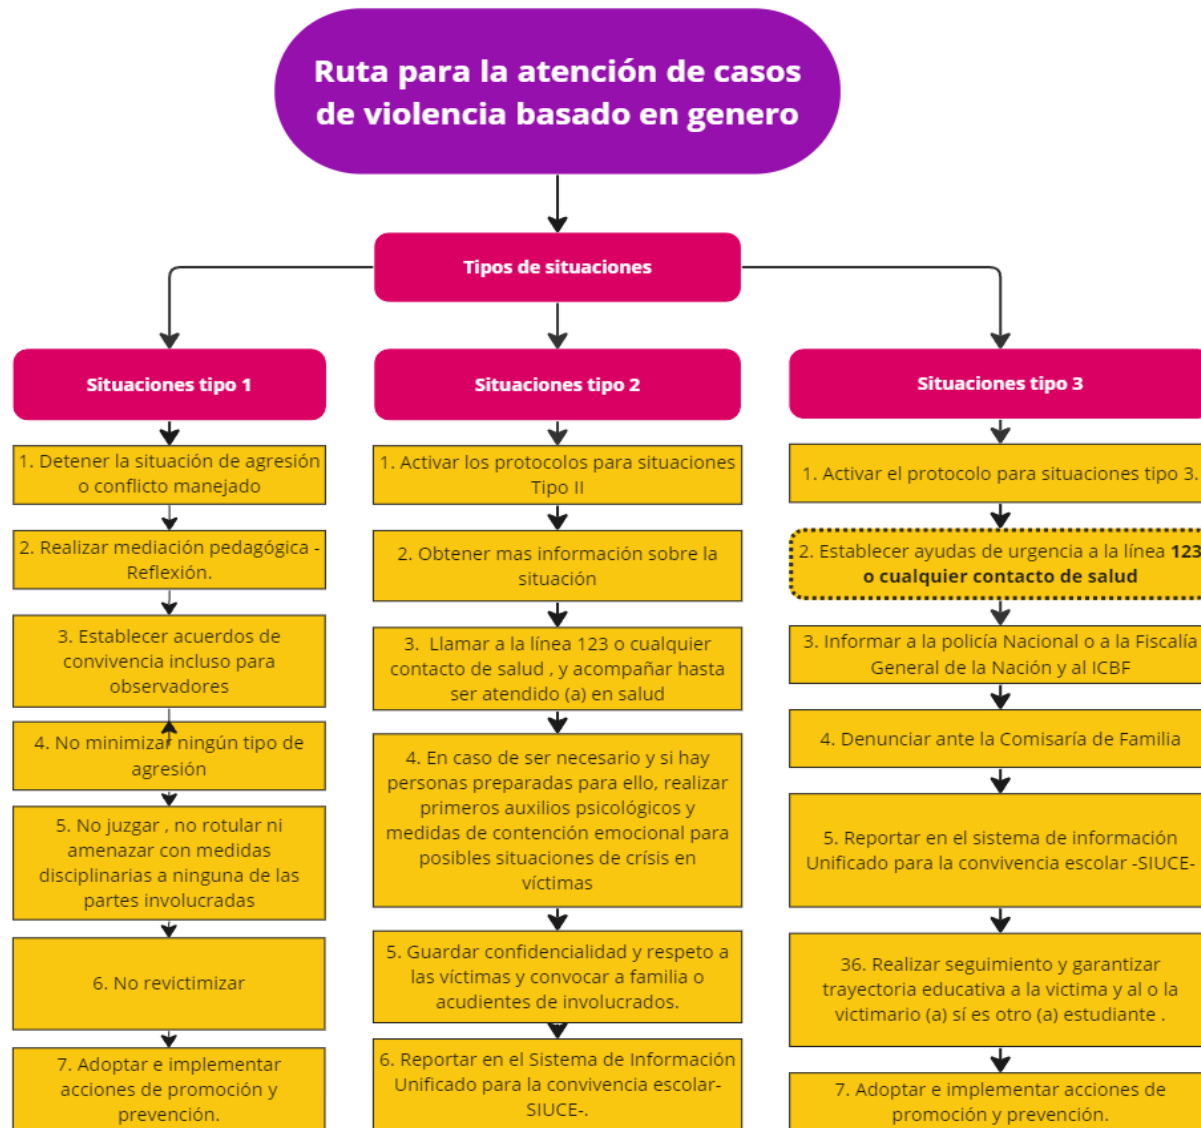 Ruta para la atención de casos
de violencia basado en genero
Tipos de situaciones
Situaciones tipo 1
1. Detener la situación de agresión
o conflicto manejado
2. Realizar mediación pedagógica -
Reflexión.
3. Establecer acuerdos de
convivencia incluso para
observadores
4. No minimizar ningún tipo de
agresión
5. No juzgar , no rotular ni
amenazar con medidas
disciplinarias a ninguna de las
partes involucradas
6. No revictimizar
7. Adoptar e implementar
acciones de promoción y
prevención.
Situaciones tipo 2
1. Activar los protocolos para situaciones
Tipo II
2. Obtener mas información sobre la
situación
3. Llamar a la línea 123 o cualquier
contacto de salud , y acompañar hasta
ser atendido (a) en salud
4. En caso de ser necesario y si hay
personas preparadas para ello, realizar
primeros auxilios psicológicos y
medidas de contención emocional para
posibles situaciones de crísis en
víctimas
5. Guardar confidencialidad y respeto a
las víctimas y convocar a familia o
acudientes de involucrados.
6. Reportar en el Sistema de Información
Unificado para la convivencia escolar-
SIUCE-.
Situaciones tipo 3
1. Activar el protocolo para situaciones tipo 3.
2. Establecer ayudas de urgencia a la línea 123
o cualquier contacto de salud
3. Informar a la policía Nacional o a la Fiscalía
General de la Nación y al ICBF
4. Denunciar ante la Comisaría de Familia
5. Reportar en el sistema de información
Unificado para la convivencia escolar -SIUCE-
36. Realizar seguimiento y garantizar
trayectoria educativa a la victima y al o la
victimario (a) sí es otro (a) estudiante .
7. Adoptar e implementar acciones de
promoción y prevención.